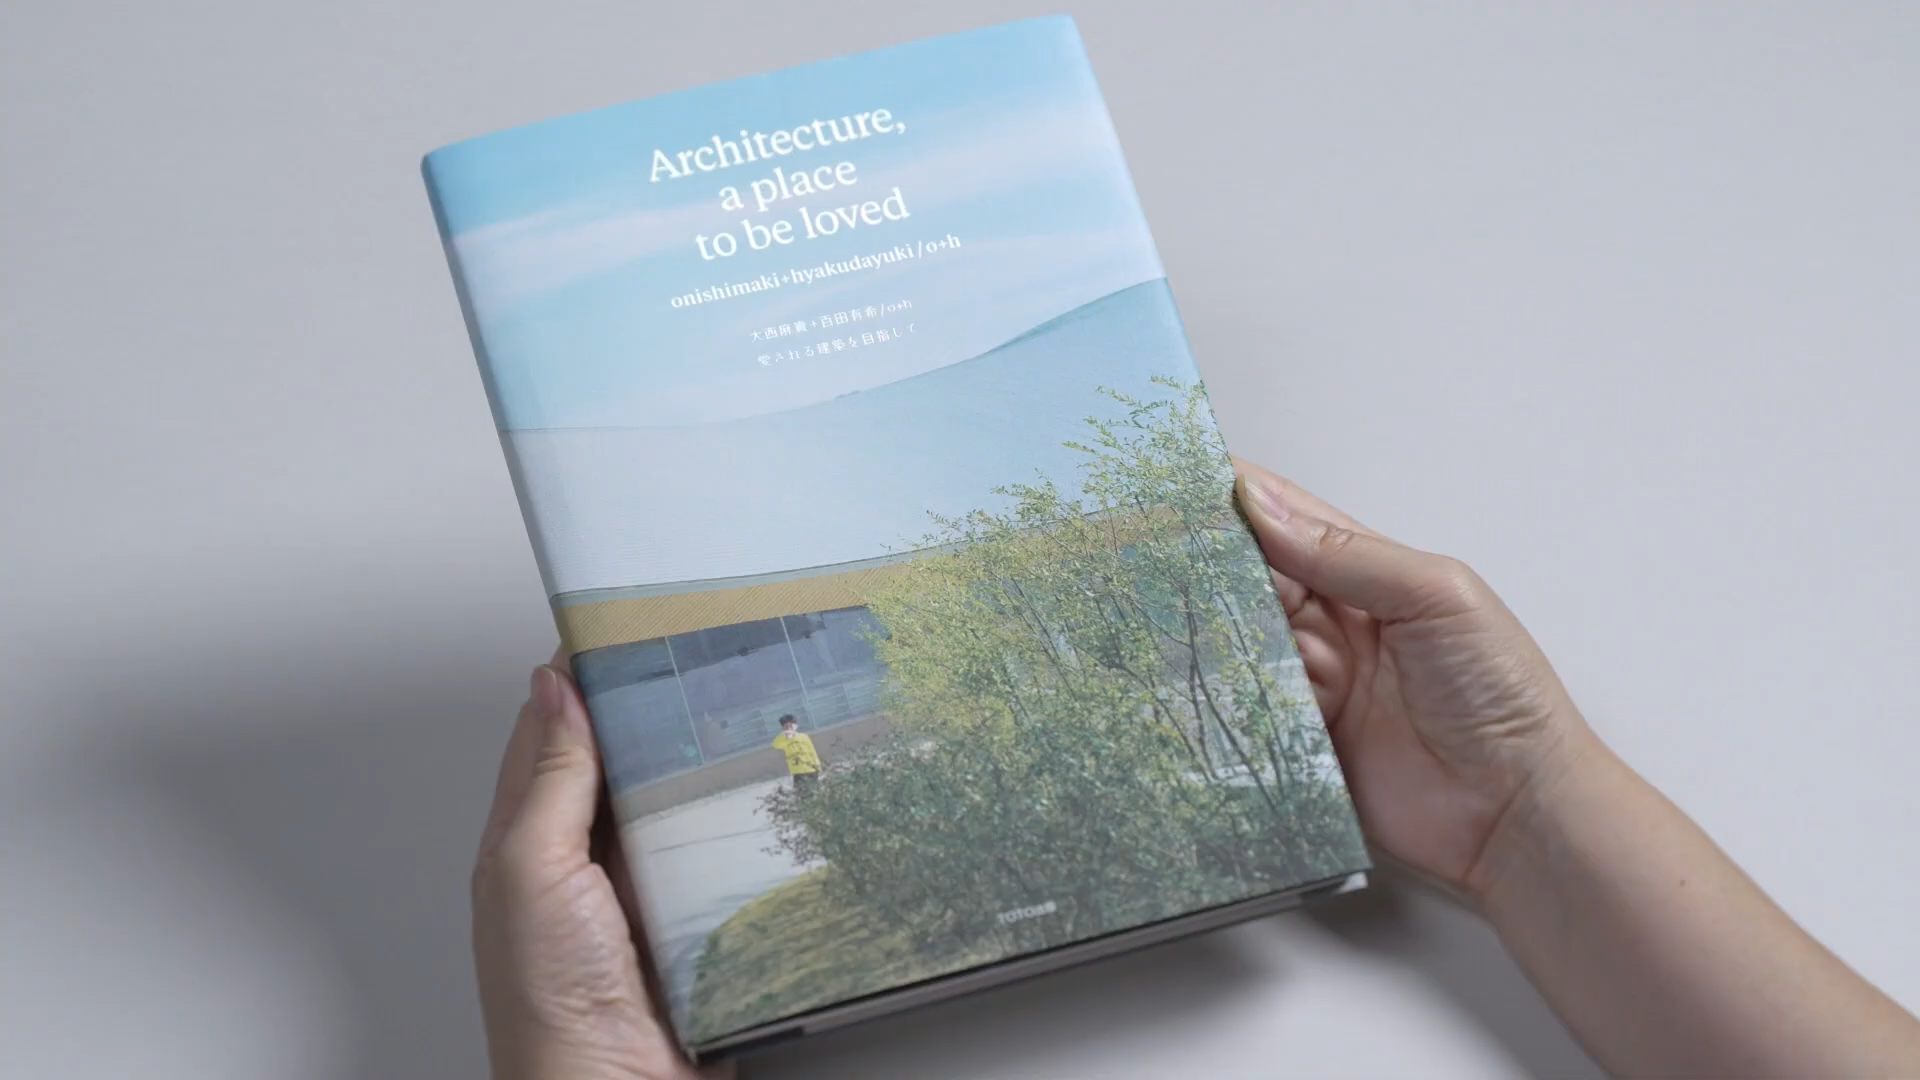 Architecture,
a place
to be loved
onishimaki+hyakudayuki / o+h
大西麻貴+百田有希/o+h
愛される建築を目指して
TOTO出版